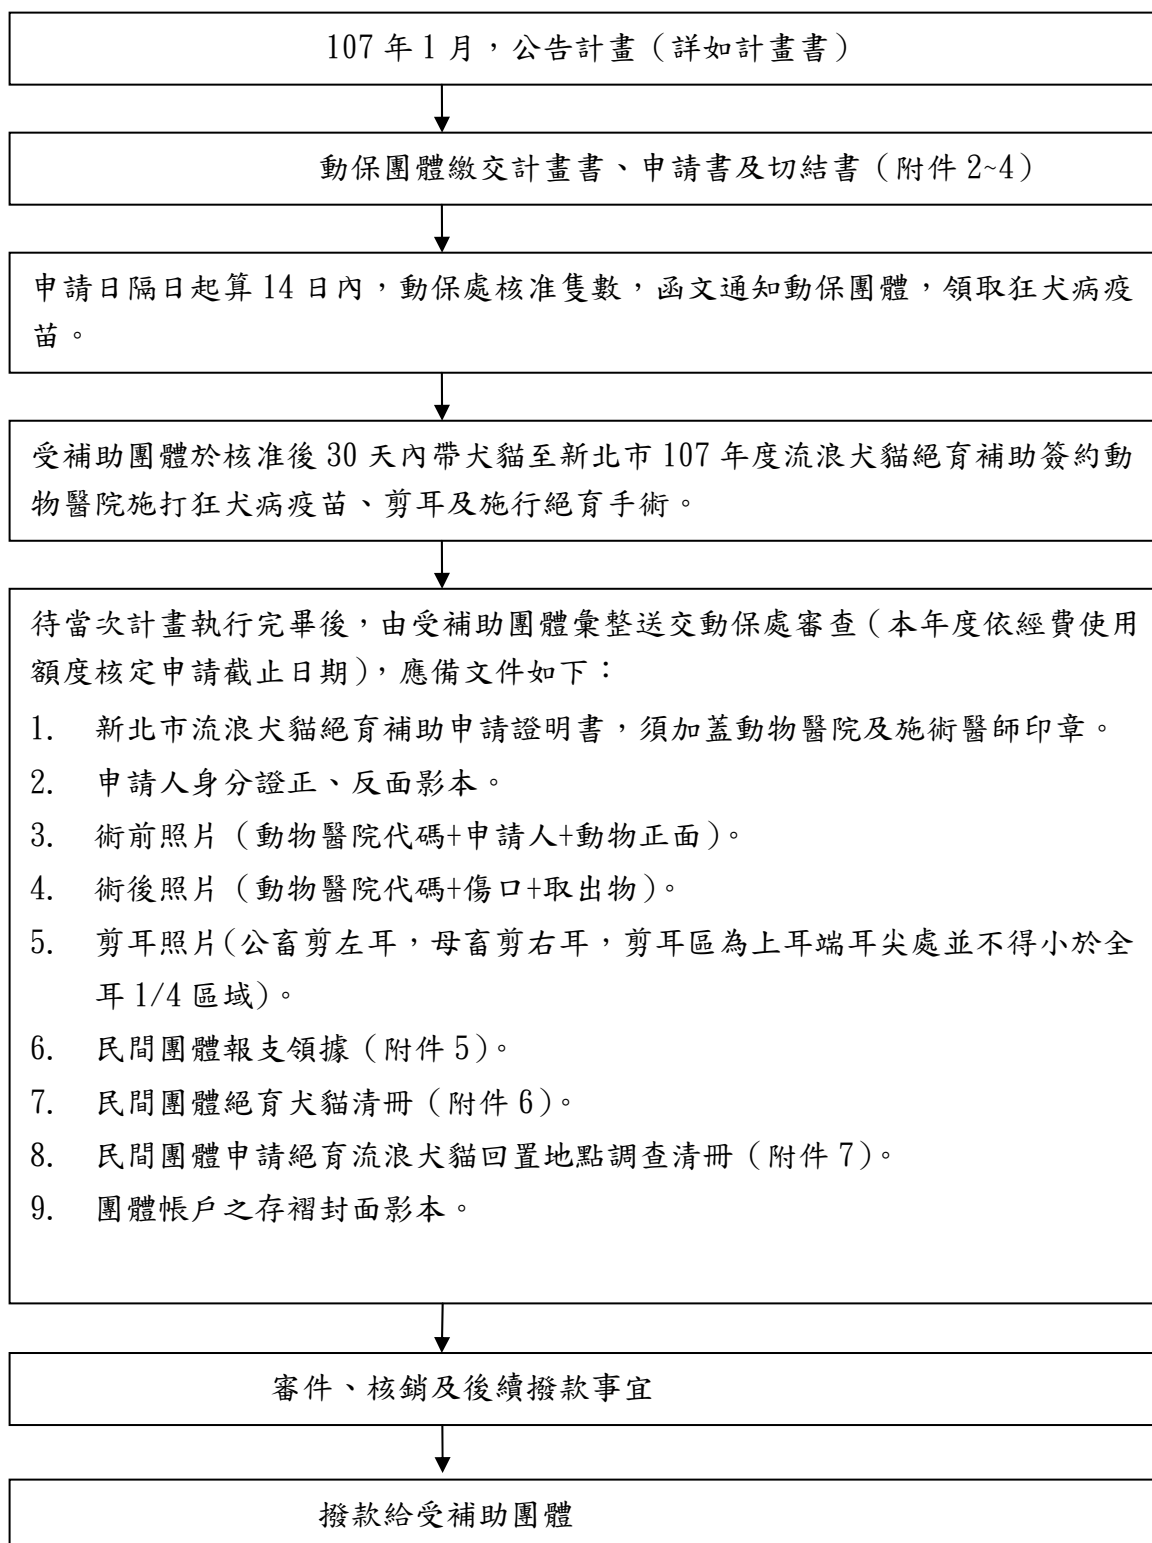 107 年 1 月，公告計畫（詳如計畫書）
動保團體繳交計畫書、申請書及切結書（附件 2~4）
申請日隔日起算 14 日內，動保處核准隻數，函文通知動保團體，領取狂犬病疫
苗。
受補助團體於核准後 30 天內帶犬貓至新北市 107 年度流浪犬貓絕育補助簽約動
物醫院施打狂犬病疫苗、剪耳及施行絕育手術。
待當次計畫執行完畢後，由受補助團體彙整送交動保處審查（本年度依經費使用
額度核定申請截止日期），應備文件如下：
1. 新北市流浪犬貓絕育補助申請證明書，須加蓋動物醫院及施術醫師印章。
2. 申請人身分證正、反面影本。
3. 術前照片（動物醫院代碼+申請人+動物正面）。
4. 術後照片（動物醫院代碼+傷口+取出物）。
5. 剪耳照片(公畜剪左耳，母畜剪右耳，剪耳區為上耳端耳尖處並不得小於全
耳 1/4 區域)。
6. 民間團體報支領據（附件 5）。
7. 民間團體絕育犬貓清冊（附件 6）。
8. 民間團體申請絕育流浪犬貓回置地點調查清冊（附件 7）。
9. 團體帳戶之存褶封面影本。
審件、核銷及後續撥款事宜
撥款給受補助團體